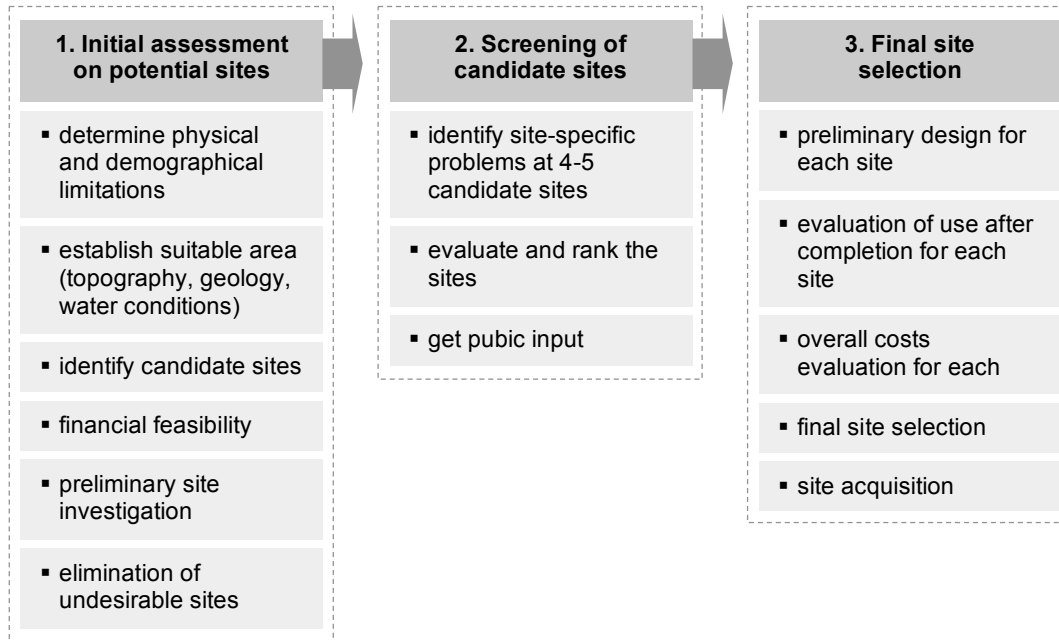 1. Initial assessment
on potential sites
▪ determine physical
and demographical
limitations
▪ establish suitable area
(topography, geology,
water conditions)
▪ identify candidate sites
▪ financial feasibility
▪ preliminary site
investigation
▪ elimination of
undesirable sites
2. Screening of
candidate sites
▪ identify site-specific
problems at 4-5
candidate sites
▪ evaluate and rank the
sites
▪ get pubic input
3. Final site
selection
▪ preliminary design for
each site
▪ evaluation of use after
completion for each
site
▪ overall costs
evaluation for each
▪ final site selection
▪ site acquisition